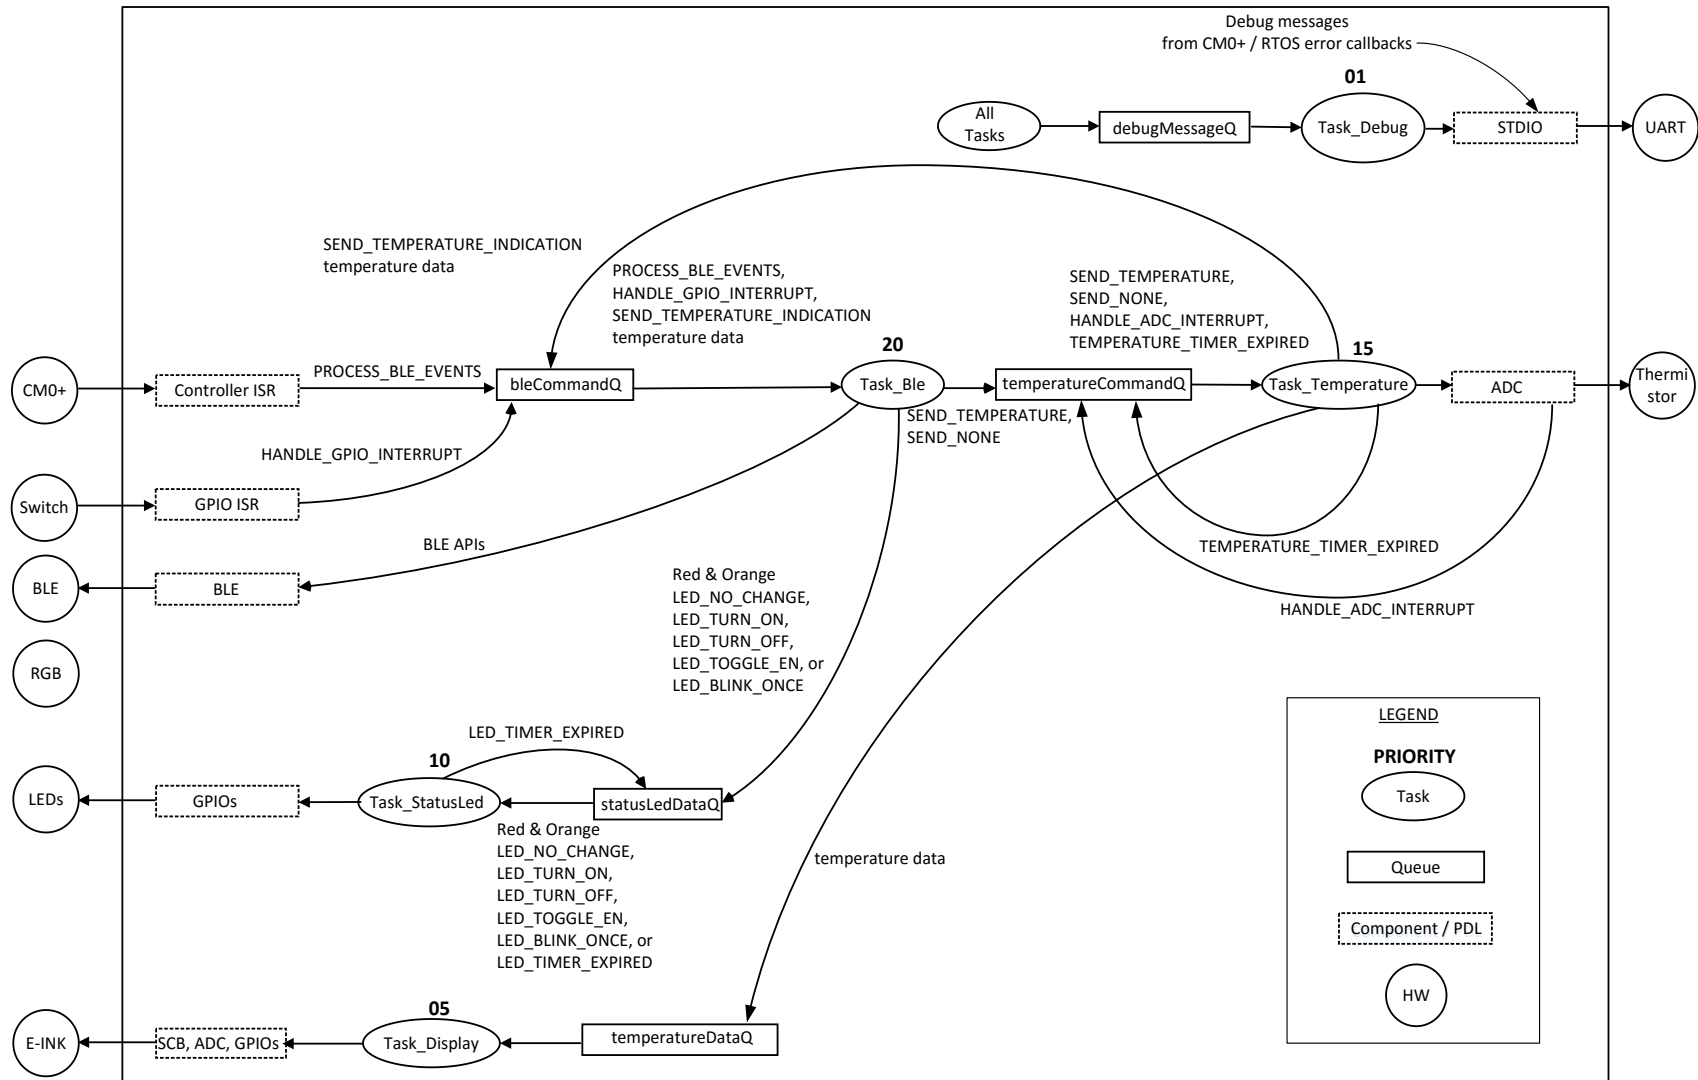 Debug messages
from CM0+ / RTOS error callbacks
01
All
Tasks
debugMessageQ
Task_Debug
STDIO
UART
SEND_TEMPERATURE_INDICATION
temperature data
PROCESS_BLE_EVENTS,
HANDLE_GPIO_INTERRUPT,
SEND_TEMPERATURE_INDICATION
temperature data
SEND_TEMPERATURE,
SEND_NONE,
HANDLE_ADC_INTERRUPT,
TEMPERATURE_TIMER_EXPIRED
20
15
CM0+
Controller ISR
PROCESS_BLE_EVENTS
bleCommandQ
Task_Ble
temperatureCommandQ
Task_Temperature
ADC
Thermi
stor
SEND_TEMPERATURE,
SEND_NONE
HANDLE_GPIO_INTERRUPT
Switch
GPIO ISR
BLE APIs
TEMPERATURE_TIMER_EXPIRED
BLE
BLE
HANDLE_ADC_INTERRUPT
Red & Orange
LED_NO_CHANGE,
LED_TURN_ON,
LED_TURN_OFF,
LED_TOGGLE_EN, or
LED_BLINK_ONCE
RGB
LED_TIMER_EXPIRED
10
LEDs
GPIOs
Task_StatusLed
statusLedDataQ
Red & Orange
LED_NO_CHANGE,
LED_TURN_ON,
LED_TURN_OFF,
LED_TOGGLE_EN,
LED_BLINK_ONCE, or
LED_TIMER_EXPIRED
temperature data
05
E-INK
SCB, ADC, GPIOs
Task_Display
temperatureDataQ
LEGEND
PRIORITY
Task
Queue
Component / PDL
HW